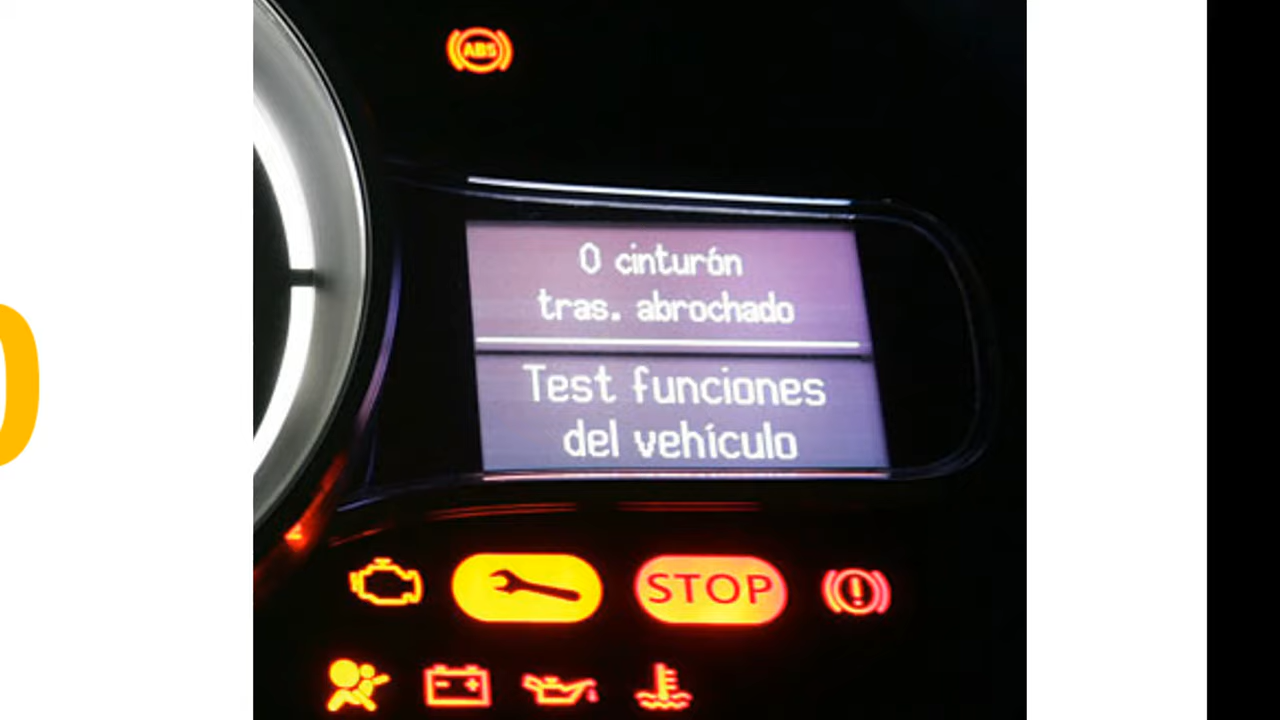 ABS
0 cinturón
tras. abrochado
Test funciones
del vehículo
STOP